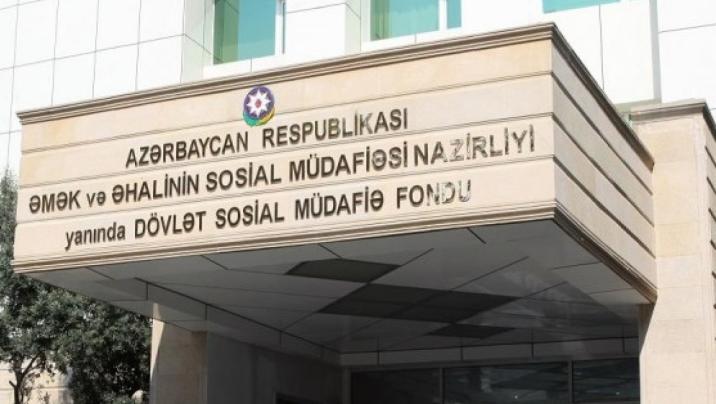 AZƏRBAYCAN RESPUBLİKASI
ƏMƏK və ƏHALİNİN SOSİAL MÜDAFİƏSİ NAZİRLİYİ
yanında DÖVLƏT SOSİAL MÜDAFİƏ FONDU